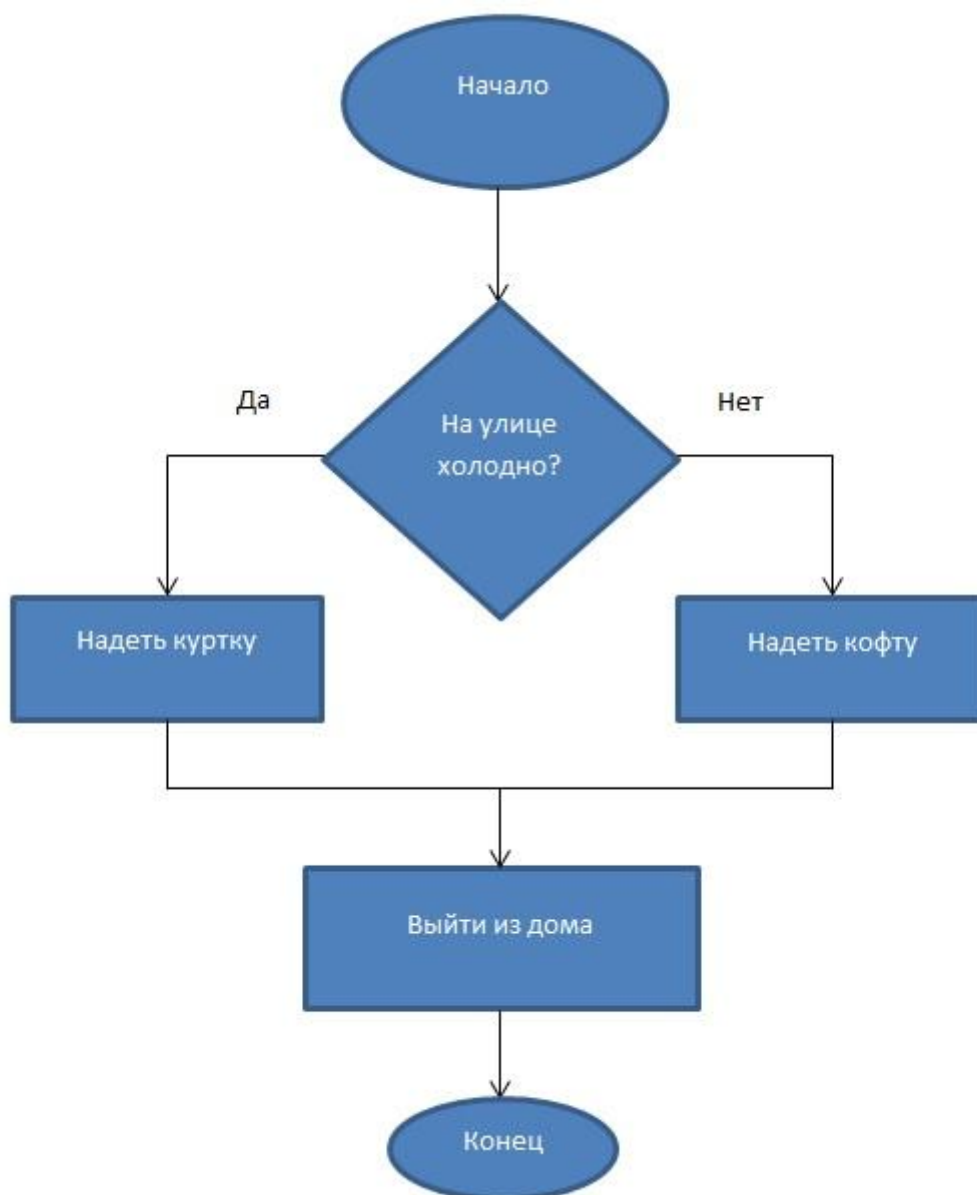 Начало
Да
Нет
На улице
холодно?
Надеть куртку
Надеть кофту
Выйти из дома
Конец